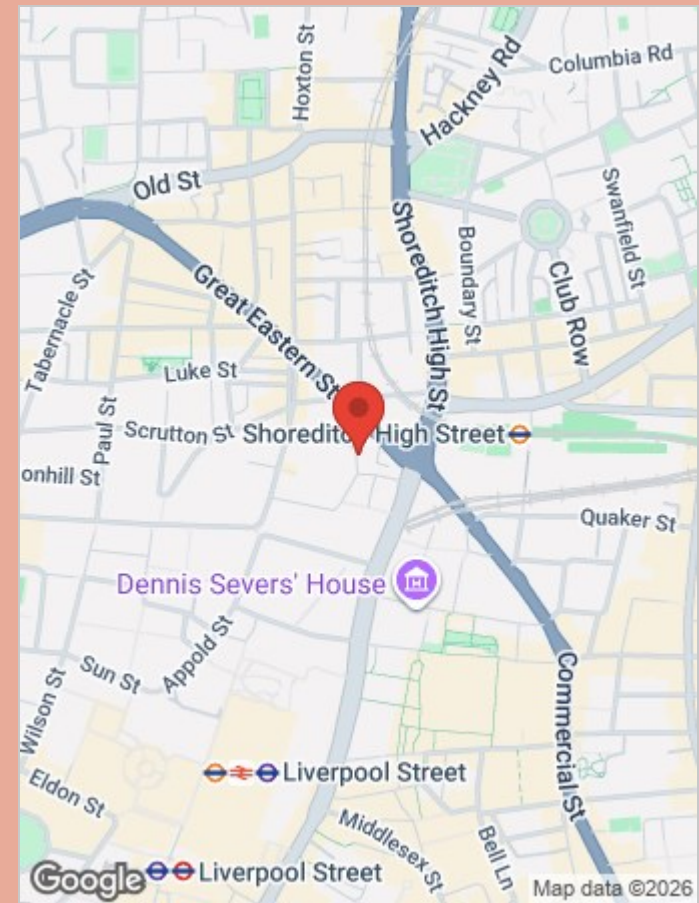 Hoxton St
Columbia Rd
Hackney Rd
Old St
Swanfield St
Boundary St
Shoreditch High St
Club Row
Great Eastern St
Tabernacle St
Luke St
Paul St
Scrutton St
Shoreditch High Street
onhill St
Quaker St
Dennis Severs' House
Appold St
Sun St
Wilson St
Commercial St
Liverpool Street
Eldon St
Middlesex St
Bell Ln
Liverpool Street
Google
Map data ©2026